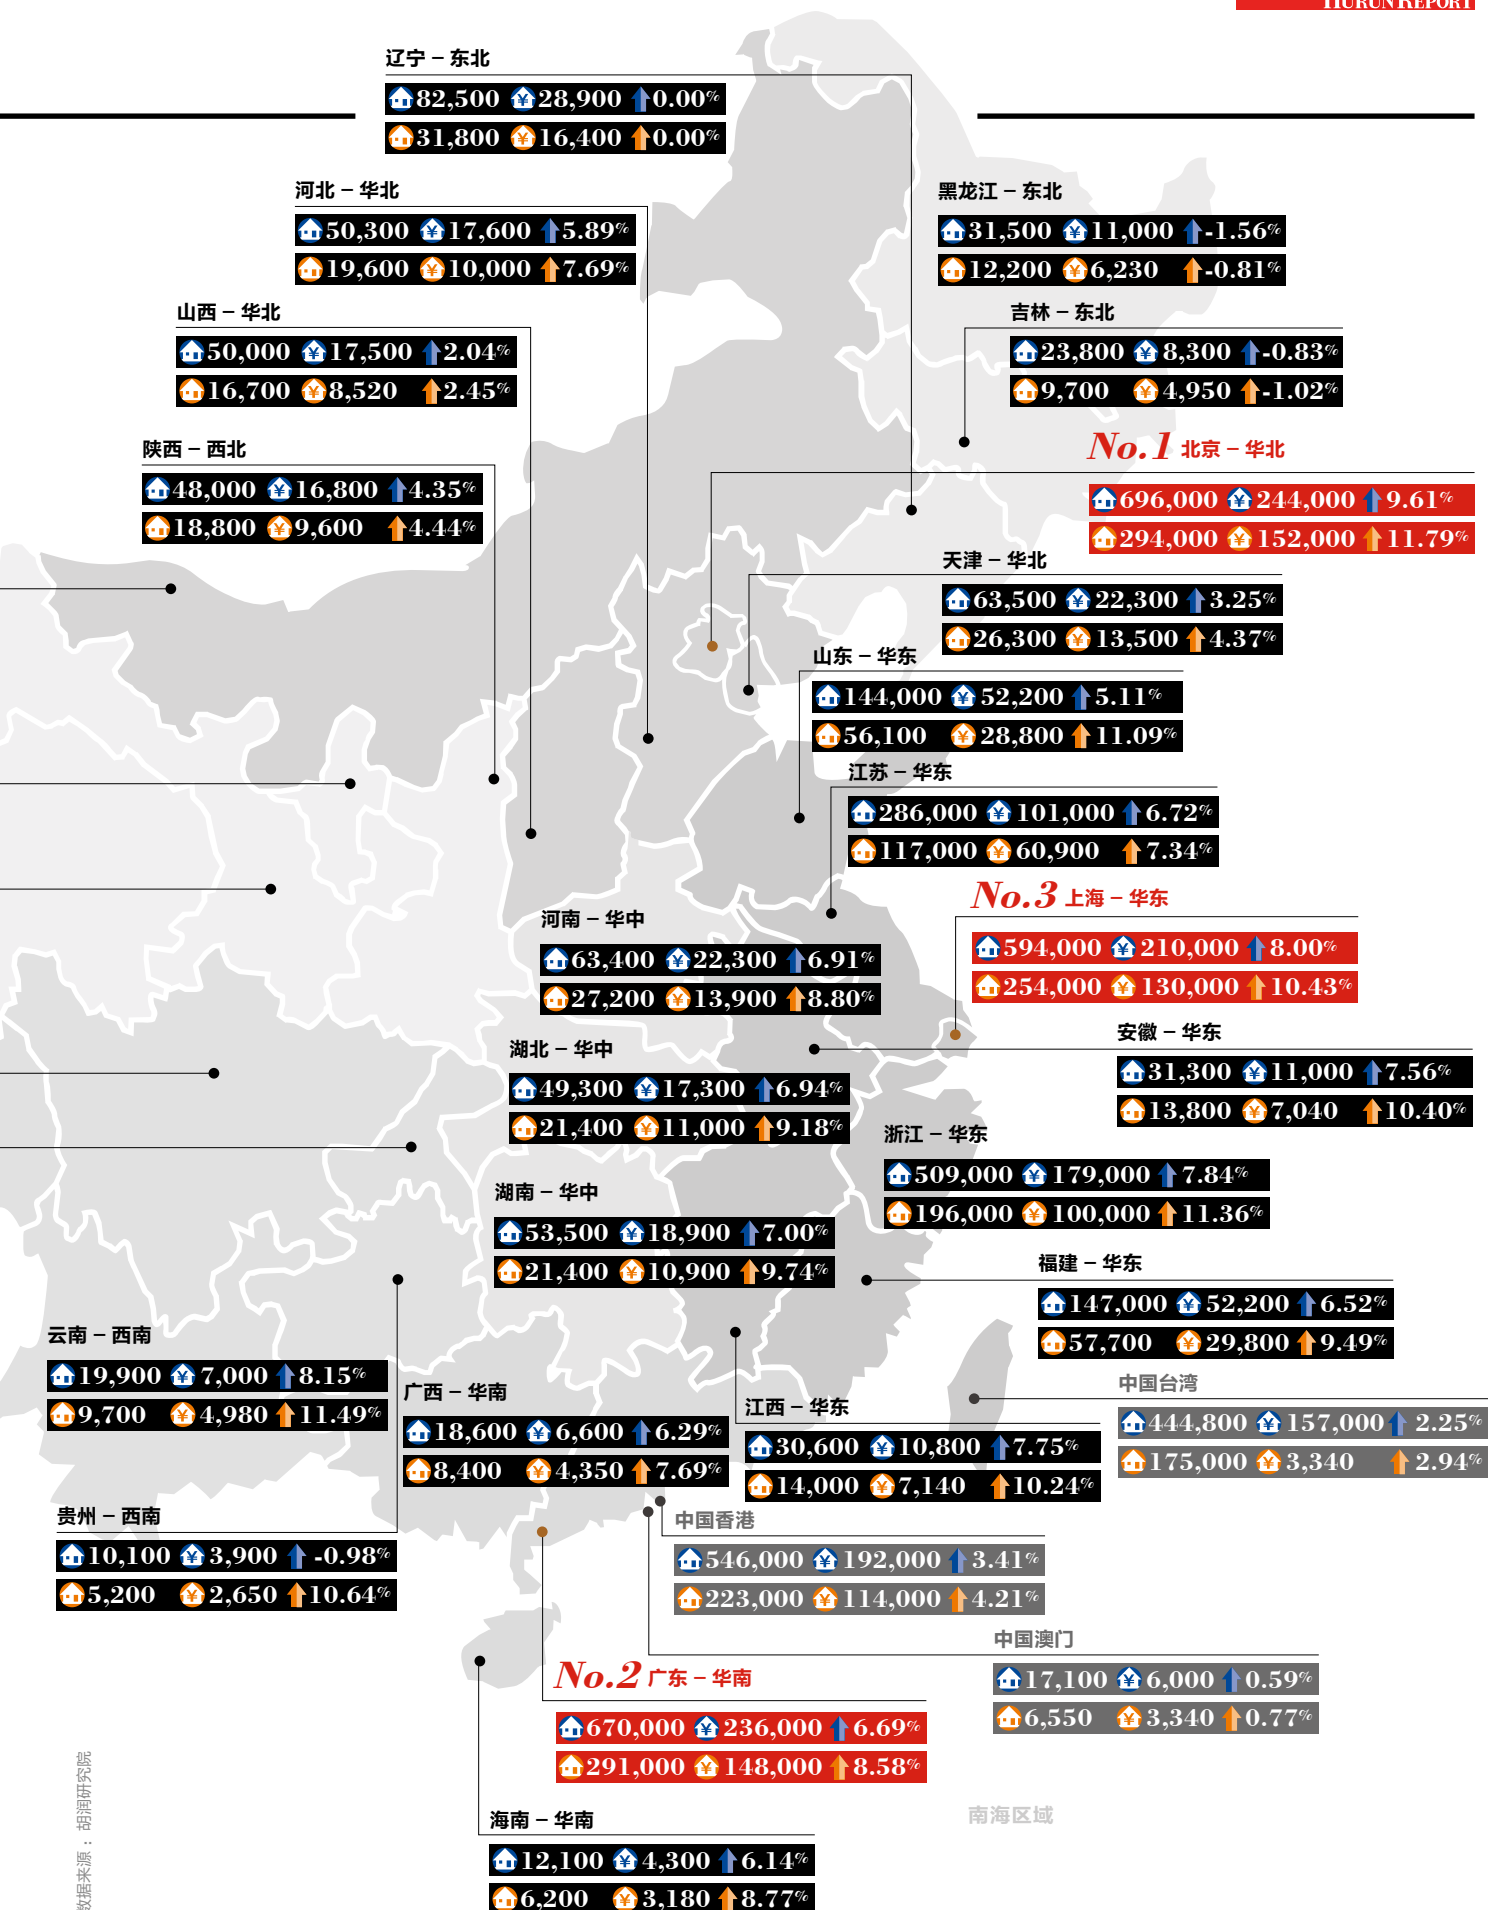 HURUN REPORT
辽宁 – 东北
82,500 28,900 0.00%
31,800 16,400 0.00%
河北 – 华北
50,300 17,600 5.89%
19,600 10,000 7.69%
黑龙江 – 东北
31,500 11,000 -1.56%
12,200 6,230 -0.81%
山西 – 华北
50,000 17,500 2.04%
16,700 8,520 2.45%
吉林 – 东北
23,800 8,300 -0.83%
9,700 4,950 -1.02%
陕西 – 西北
48,000 16,800 4.35%
18,800 9,600 4.44%
No.1 北京 – 华北
696,000 244,000 9.61%
294,000 152,000 11.79%
天津 – 华北
63,500 22,300 3.25%
26,300 13,500 4.37%
山东 – 华东
144,000 52,200 5.11%
56,100 28,800 11.09%
江苏 – 华东
286,000 101,000 6.72%
117,000 60,900 7.34%
No.3 上海 – 华东
594,000 210,000 8.00%
254,000 130,000 10.43%
河南 – 华中
63,400 22,300 6.91%
27,200 13,900 8.80%
安徽 – 华东
31,300 11,000 7.56%
13,800 7,040 10.40%
湖北 – 华中
49,300 17,300 6.94%
21,400 11,000 9.18%
浙江 – 华东
509,000 179,000 7.84%
196,000 100,000 11.36%
湖南 – 华中
53,500 18,900 7.00%
21,400 10,900 9.74%
福建 – 华东
147,000 52,200 6.52%
57,700 29,800 9.49%
云南 – 西南
19,900 7,000 8.15%
9,700 4,980 11.49%
广西 – 华南
18,600 6,600 6.29%
8,400 4,350 7.69%
江西 – 华东
30,600 10,800 7.75%
14,000 7,140 10.24%
中国台湾
444,800 157,000 2.25%
175,000 3,340 2.94%
贵州 – 西南
10,100 3,900 -0.98%
5,200 2,650 10.64%
中国香港
546,000 192,000 3.41%
223,000 114,000 4.21%
中国澳门
17,100 6,000 0.59%
6,550 3,340 0.77%
No.2 广东 – 华南
670,000 236,000 6.69%
291,000 148,000 8.58%
南海区域
海南 – 华南
12,100 4,300 6.14%
6,200 3,180 8.77%
数据来源：胡润研究院